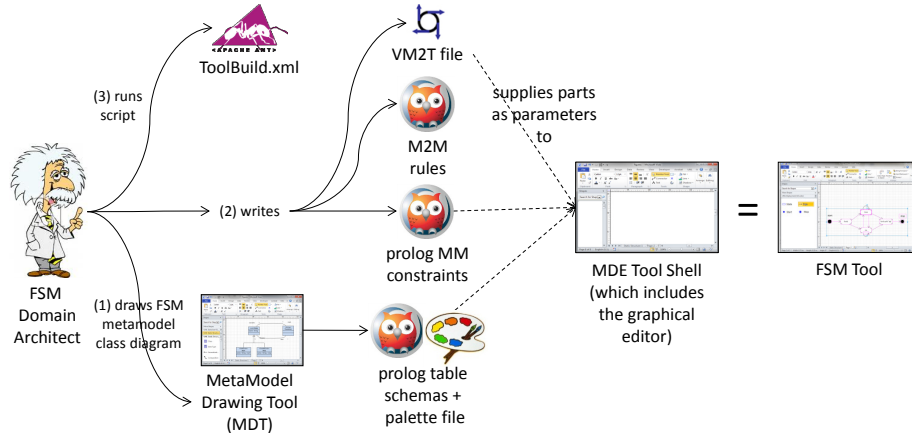 <APACHE ANT>
ToolBuild.xml
VM2T file
(3) runs
script
supplies parts
as parameters
to
M2M
rules
(2) writes
=
prolog MM
constraints
MDE Tool Shell
(which includes
the graphical
editor)
FSM Tool
FSM
Domain
Architect
(1) draws FSM
metamodel
class diagram
MetaModel
Drawing Tool
(MDT)
prolog table
schemas +
palette file